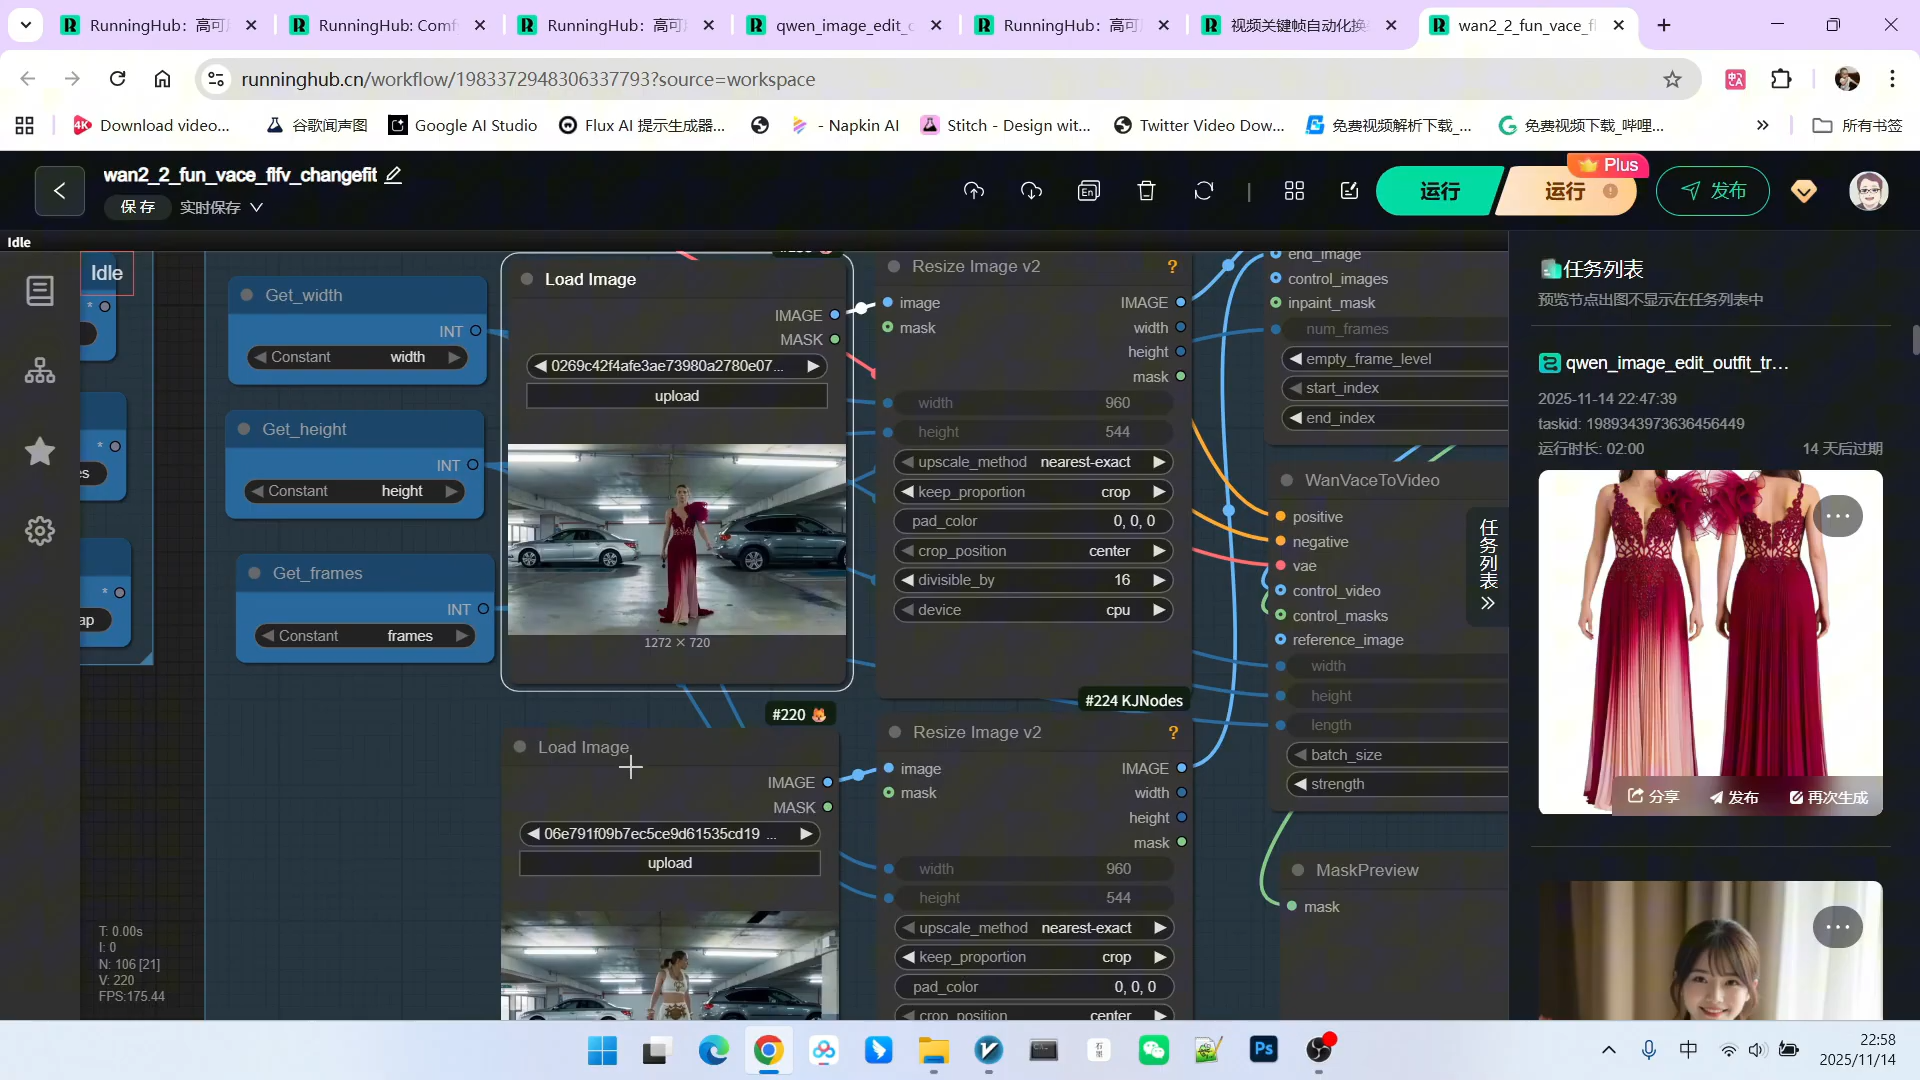 RunningHub：高可
RunningHub: Comf
RunningHub：高可
qwen_image_edit_
RunningHub：高可
视频关键帧自动化换
wan2_2_fun_vace_fl
runninghub.cn/workflow/1983372948306337793?source=workspace
Download video...
谷歌闻声图
Google AI Studio
Flux AI 提示生成器...
- Napkin AI
Stitch - Design wit...
Twitter Video Dow...
免费视频解析下载_...
免费视频下载_哔哩...
所有书签
wan2_2_fun_vace_flfv_changefit
保 存
实时保存
En
运行
运行
Plus
发布
Idle
Idle
Get_width
INT
Constant width
Get_height
INT
Constant height
Get_frames
INT
Constant frames
Load Image
IMAGE
MASK
0269c42f4afe3ae73980a2780e07...
upload
1272 × 720
#220
Load Image
IMAGE
MASK
06e791f09b7ec5ce9d61535cd19 ...
upload
Resize Image v2 ?
image IMAGE
mask width
height
mask
width 960
height 544
upscale_method nearest-exact
keep_proportion crop
pad_color 0, 0, 0
crop_position center
divisible_by 16
device cpu
#224 KJNodes
Resize Image v2 ?
image IMAGE
mask width
height
mask
width 960
height 544
upscale_method nearest-exact
keep_proportion crop
pad_color 0, 0, 0
crop_position center
end_image
control_images
inpaint_mask
num_frames
empty_frame_level
start_index
end_index
WanVaceToVideo
positive
negative
vae
control_video
control_masks
reference_image
width
height
length
batch_size
strength
MaskPreview
mask
任务列表
任务列表
预览节点出图不显示在任务列表中
qwen_image_edit_outfit_tr...
2025-11-14 22:47:39
taskid: 1989343973636456449
运行时长: 02:00 14 天后过期
分享
发布
再次生成
T: 0.00s
I: 0
N: 106 [21]
V: 220
FPS:175.44
Ps
中
22:58
2025/11/14